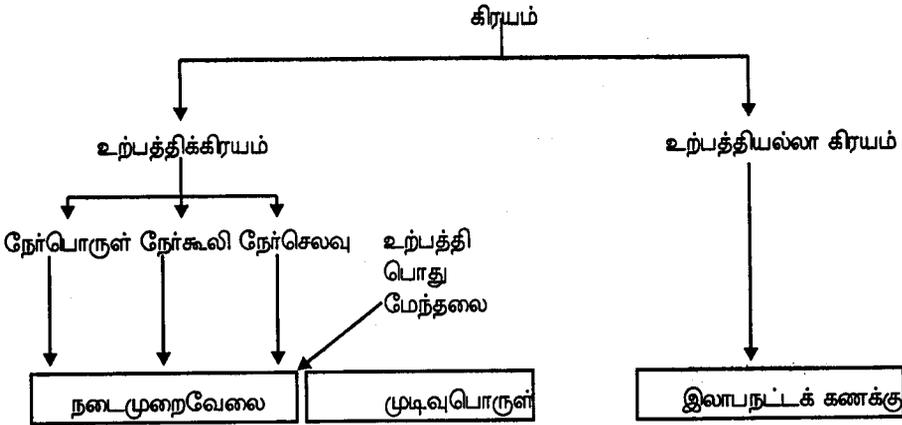 கிரயம்
உற்பத்திக்கிரயம்
உற்பத்தியல்லா கிரயம்
நேர்பொருள் நேர்கூலி நேர்செலவு
உற்பத்தி
பொது
மேந்தலை
நடைமுறைவேலை
முடிவுபொருள்
இலாபநட்டக் கணக்கு